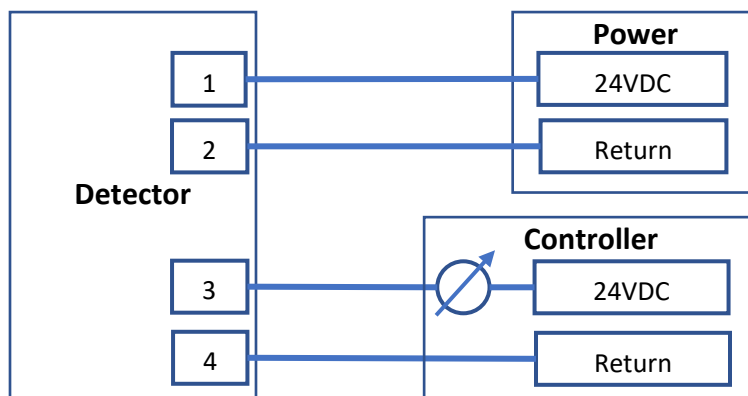 Power
1
24VDC
2
Return
Detector
Controller
3
24VDC
4
Return